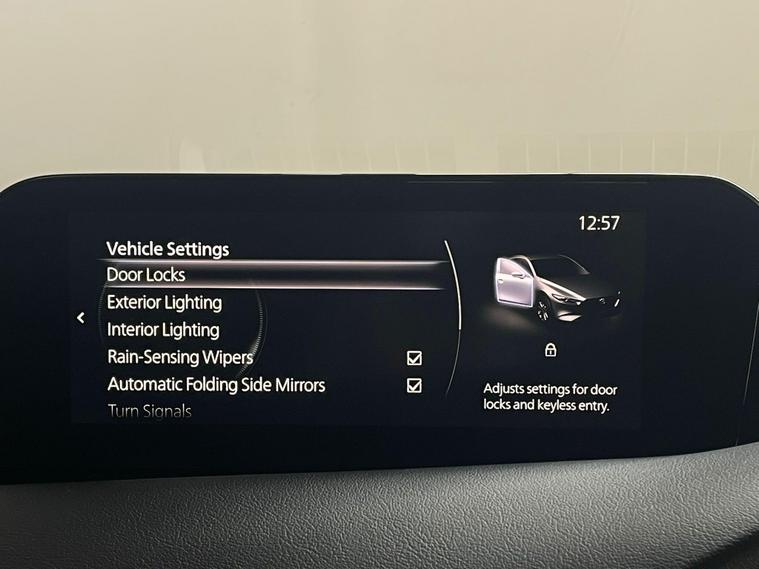 12:57
Vehicle Settings
Door Locks
Exterior Lighting
Interior Lighting
Rain-Sensing Wipers
Automatic Folding Side Mirrors
Turn Signals
Adjusts settings for door
locks and keyless entry.